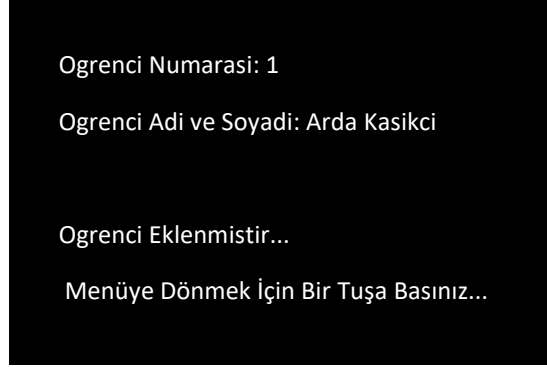 Ogrenci Numarasi: 1
Ogrenci Adi ve Soyadi: Arda Kasikci
Ogrenci Eklenmistir...
Menüye Dönmek İçin Bir Tuşa Basınız...